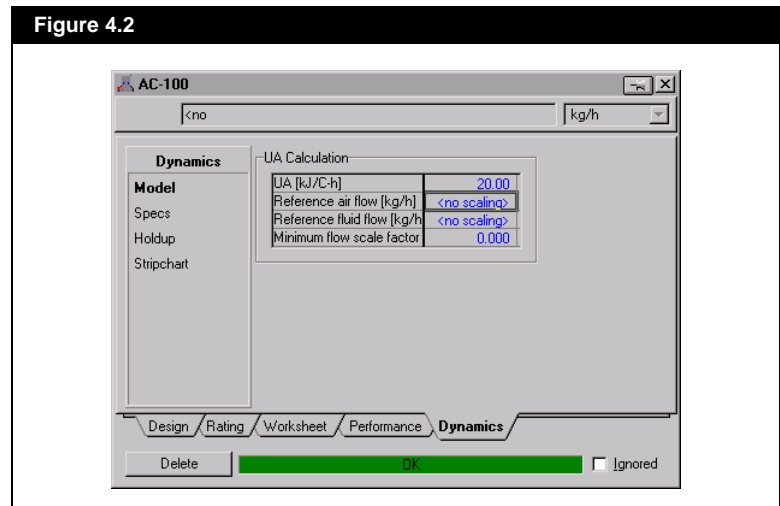 Figure 4.2
AC-100
<no
kg/h
Dynamics
Model
Specs
Holdup
Stripchart
UA Calculation
UA [kJ/C-h] 20.00
Reference air flow [kg/h] <no scaling>
Reference fluid flow [kg/h <no scaling>
Minimum flow scale factor 0.000
Design Rating Worksheet Performance Dynamics
Delete OK Ignored